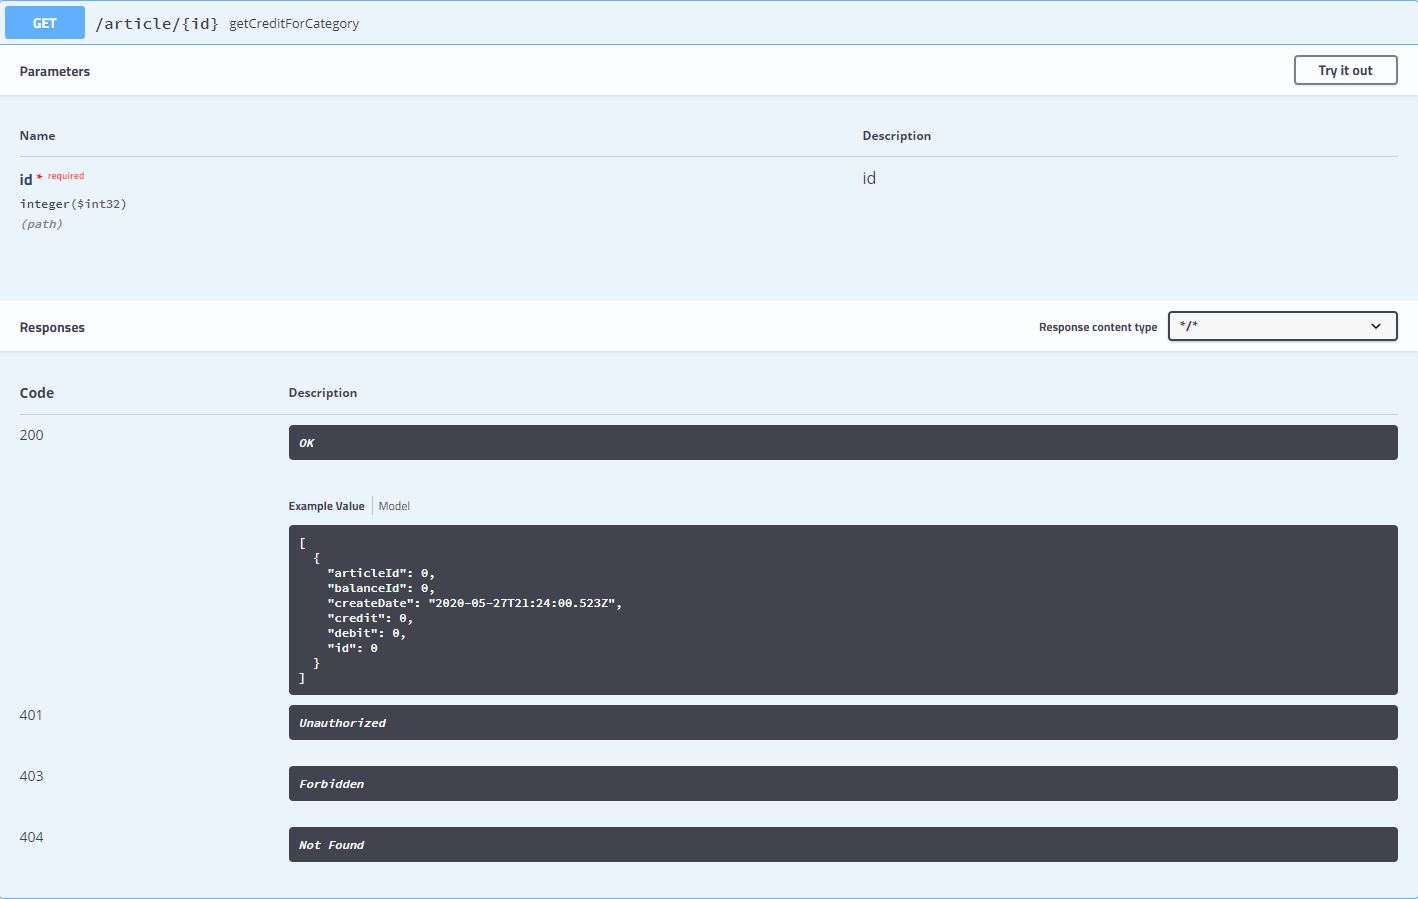 GET /article/{id} getCreditForCategory
Parameters Try it out
Name Description
id * required id
integer($int32)
(path)
Responses Response content type */*
Code Description
200 OK
Example Value Model
[
  {
    "articleId": 0,
    "balanceId": 0,
    "createDate": "2020-05-27T21:24:00.523Z",
    "credit": 0,
    "debit": 0,
    "id": 0
  }
]
401 Unauthorized
403 Forbidden
404 Not Found